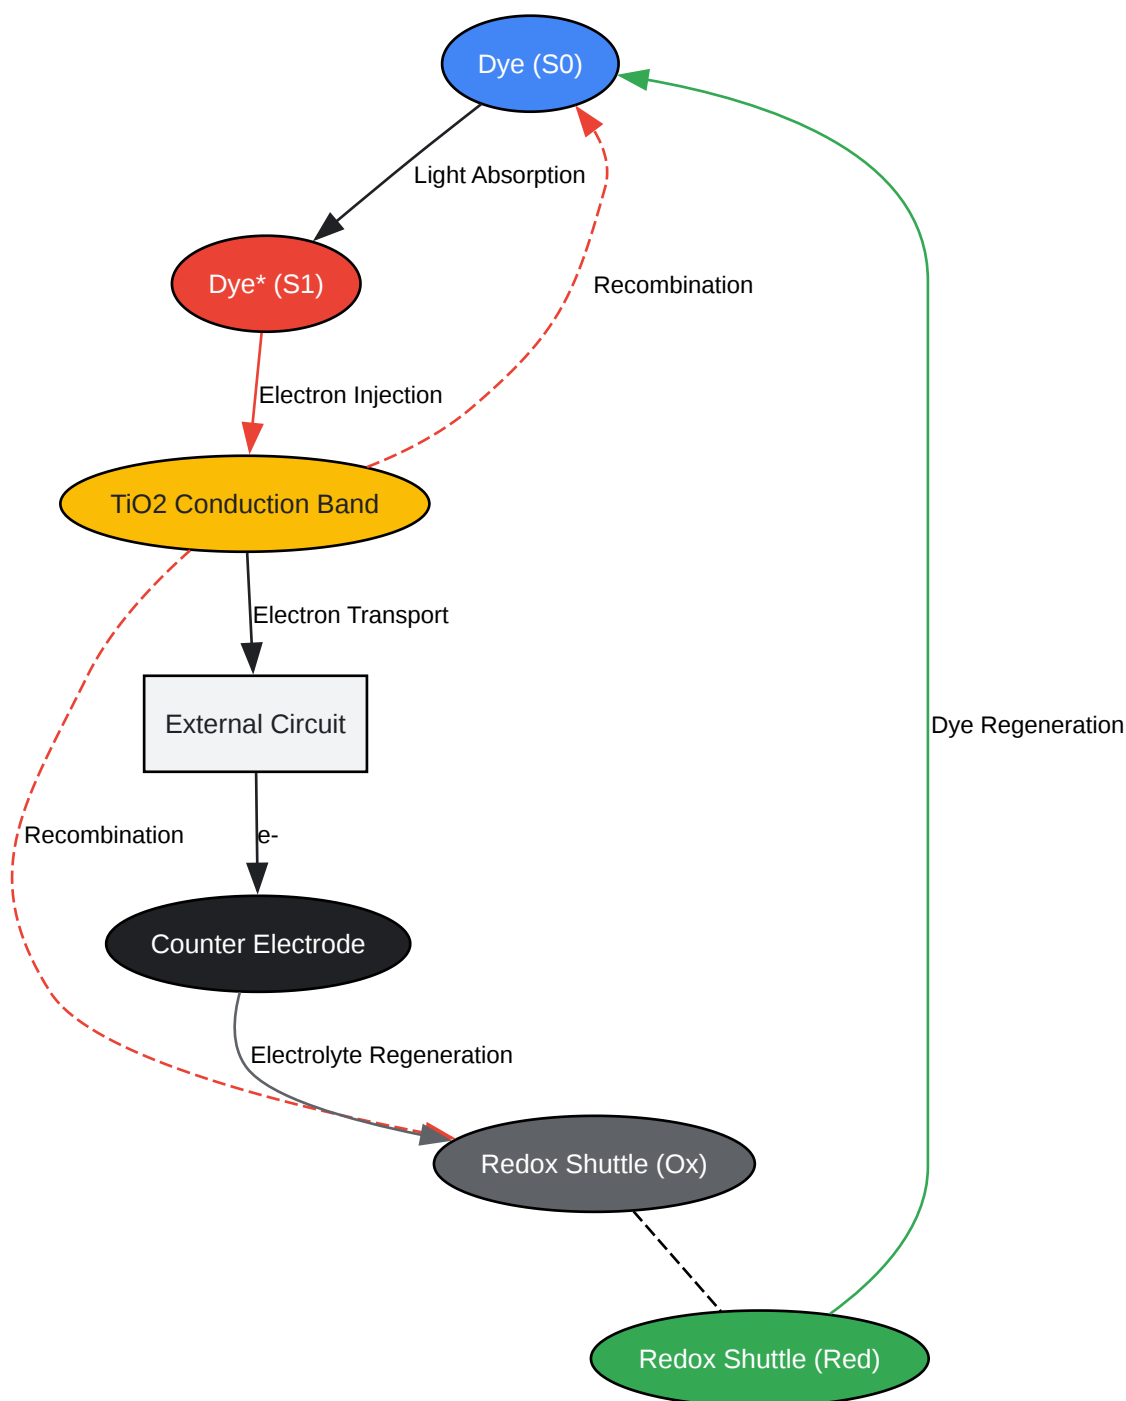 Dye (S0)
Light Absorption
Dye* (S1)
Recombination
Electron Injection
TiO2 Conduction Band
Electron Transport
External Circuit
Dye Regeneration
Recombination
e-
Counter Electrode
Electrolyte Regeneration
Redox Shuttle (Ox)
Redox Shuttle (Red)